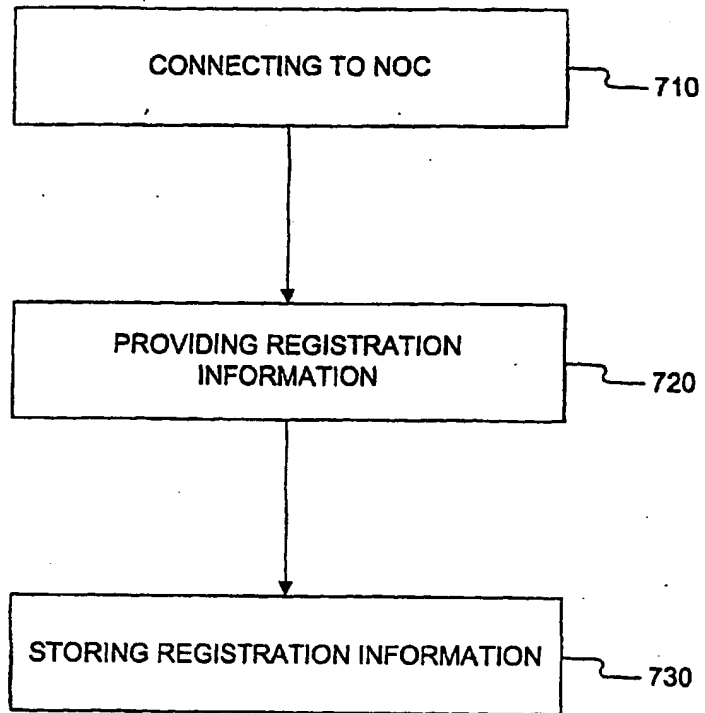 CONNECTING TO NOC
710
PROVIDING REGISTRATION
INFORMATION
720
STORING REGISTRATION INFORMATION
730